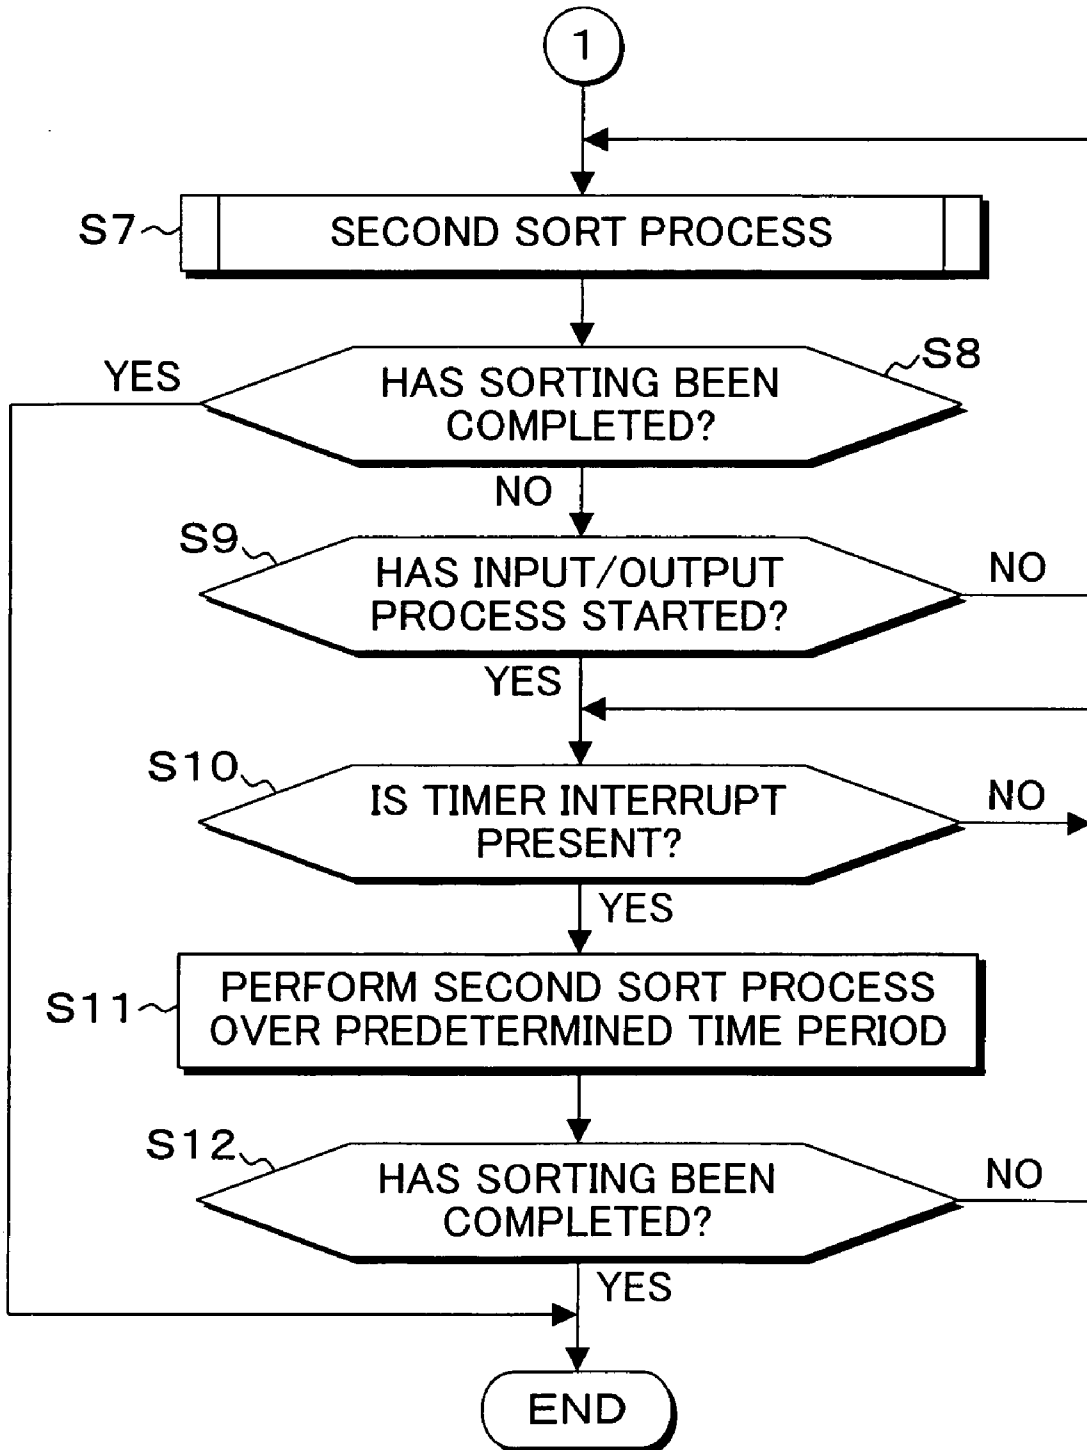 1
S7
SECOND SORT PROCESS
S8
YES
HAS SORTING BEEN
COMPLETED?
NO
S9
HAS INPUT/OUTPUT
PROCESS STARTED?
NO
YES
S10
IS TIMER INTERRUPT
PRESENT?
NO
YES
S11
PERFORM SECOND SORT PROCESS
OVER PREDETERMINED TIME PERIOD
S12
HAS SORTING BEEN
COMPLETED?
NO
YES
END